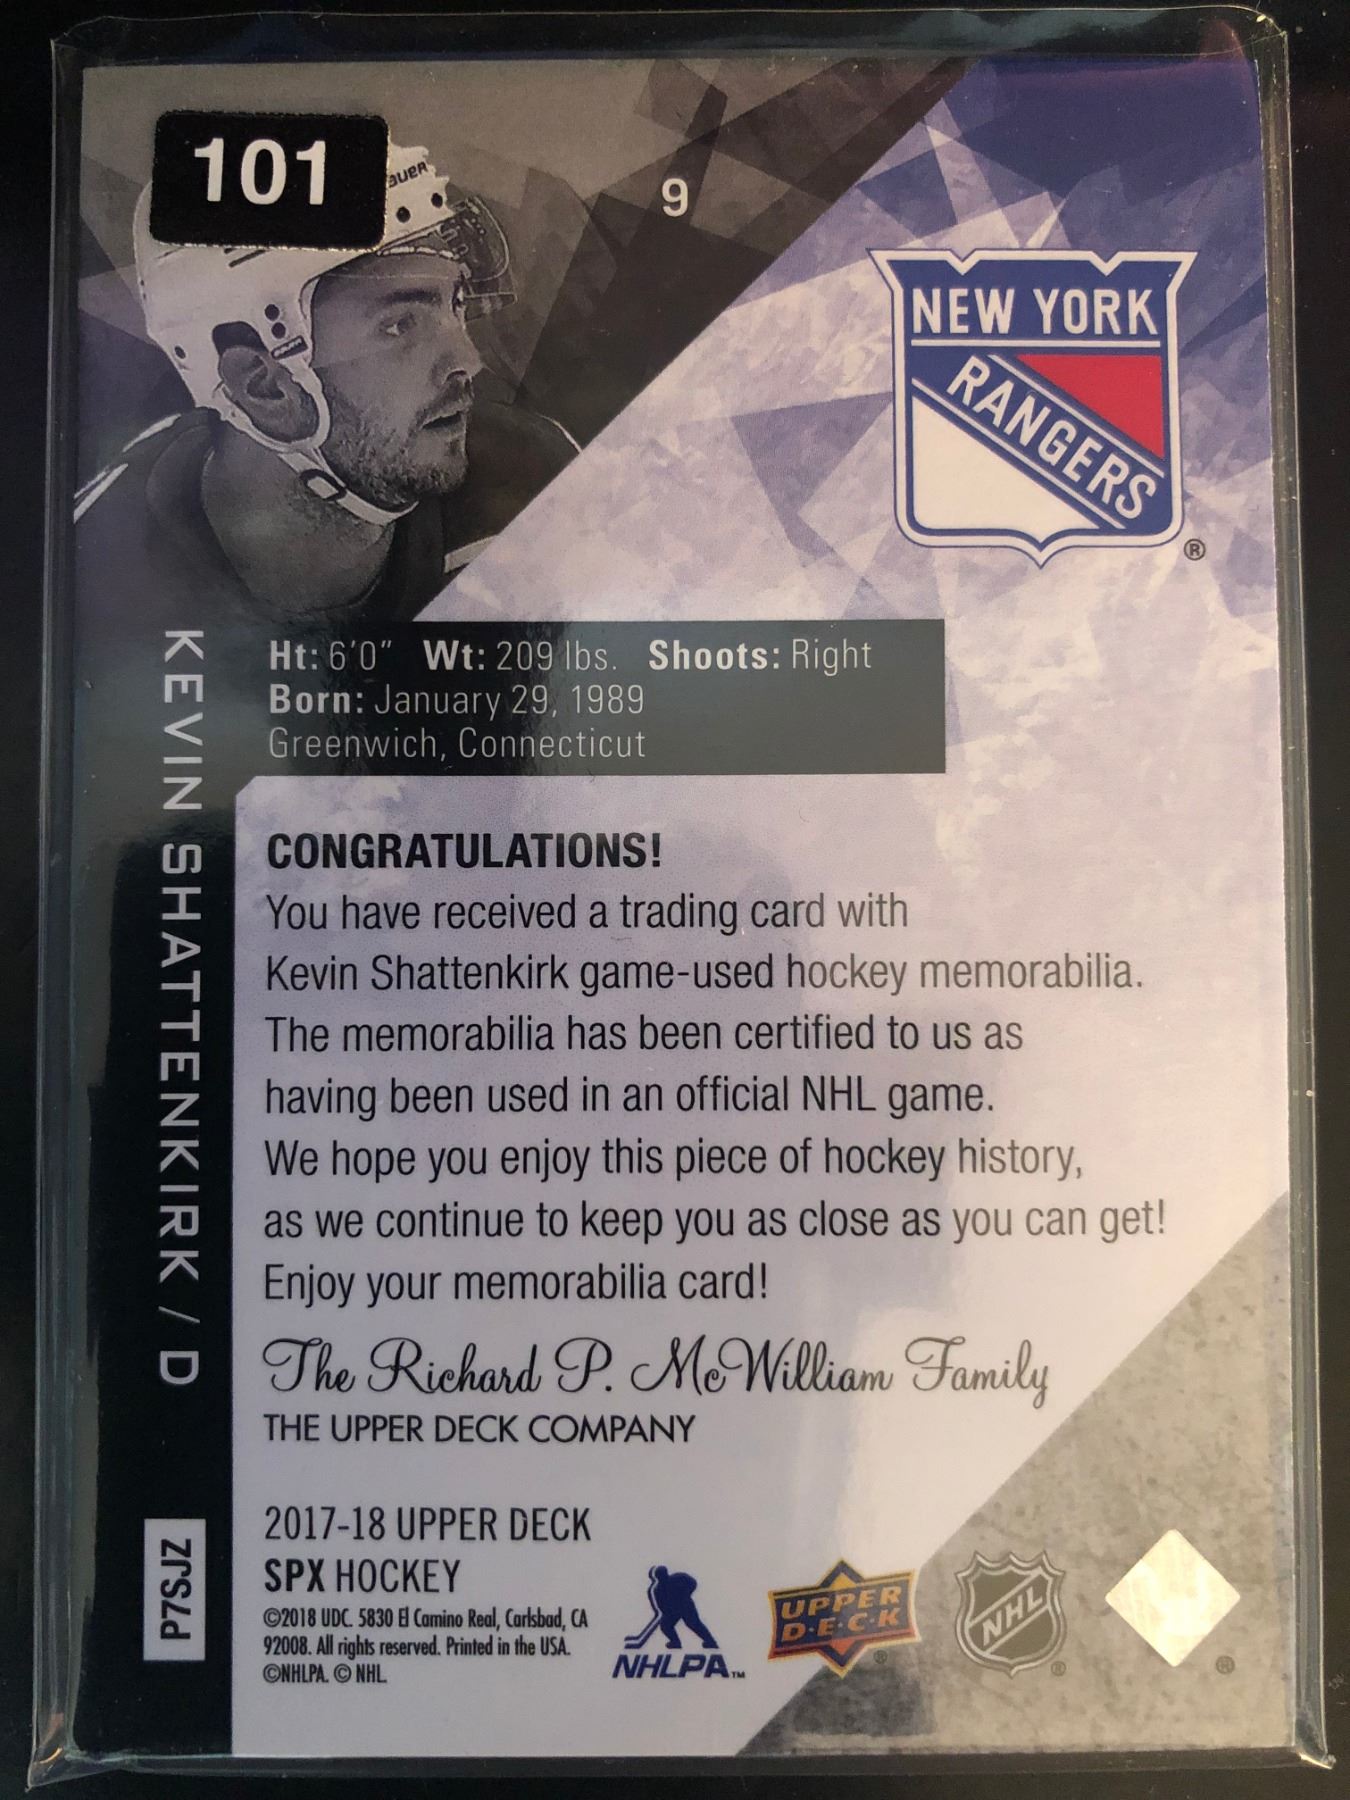 101
BAUER
9
NEW YORK
RANGERS
®
Ht: 6'0" Wt: 209 lbs. Shoots: Right
Born: January 29, 1989
Greenwich, Connecticut
KEVIN SHATTENKIRK / D
CONGRATULATIONS!
You have received a trading card with
Kevin Shattenkirk game-used hockey memorabilia.
The memorabilia has been certified to us as
having been used in an official NHL game.
We hope you enjoy this piece of hockey history,
as we continue to keep you as close as you can get!
Enjoy your memorabilia card!
The Richard P. McWilliam Family
THE UPPER DECK COMPANY
P7SJZ
2017-18 UPPER DECK
SPX HOCKEY
©2018 UDC. 5830 El Camino Real, Carlsbad, CA
92008. All rights reserved. Printed in the USA.
©NHLPA. © NHL.
NHLPA™
UPPER
D·E·C·K
®
NHL
®